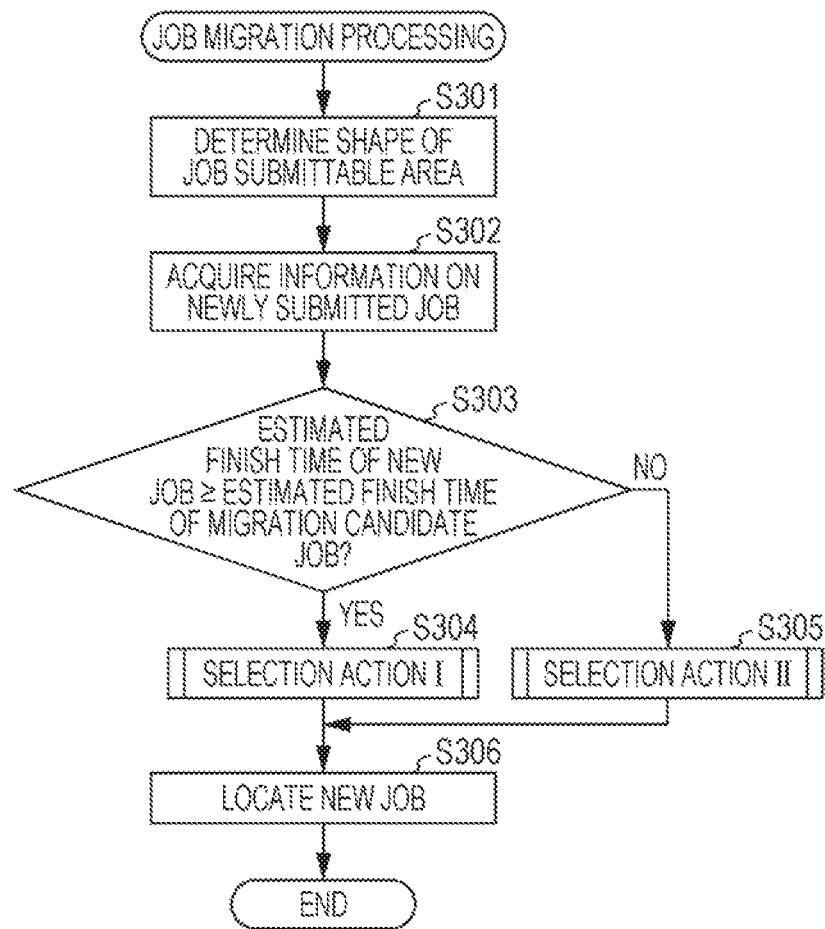 JOB MIGRATION PROCESSING
S301
DETERMINE SHAPE OF
JOB SUBMITTABLE AREA
S302
ACQUIRE INFORMATION ON
NEWLY SUBMITTED JOB
S303
ESTIMATED
FINISH TIME OF NEW
JOB ≥ ESTIMATED FINISH TIME
OF MIGRATION CANDIDATE
JOB?
NO
YES
S304
SELECTION ACTION I
S305
SELECTION ACTION II
S306
LOCATE NEW JOB
END